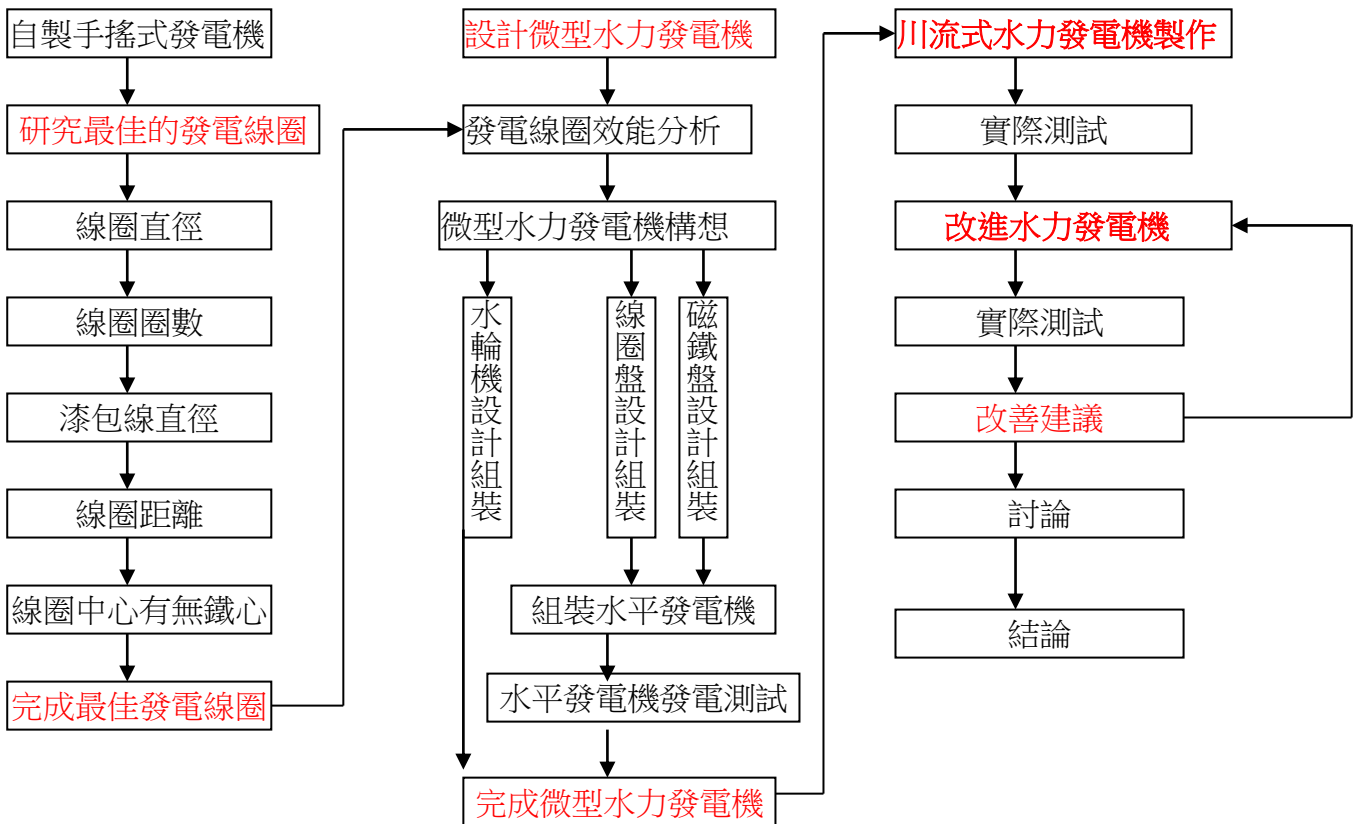 自製手搖式發電機
研究最佳的發電線圈
線圈直徑
線圈圈數
漆包線直徑
線圈距離
線圈中心有無鐵心
完成最佳發電線圈
設計微型水力發電機
發電線圈效能分析
微型水力發電機構想
水輪機設計組裝
線圈盤設計組裝
磁鐵盤設計組裝
組裝水平發電機
水平發電機發電測試
完成微型水力發電機
川流式水力發電機製作
實際測試
改進水力發電機
實際測試
改善建議
討論
結論